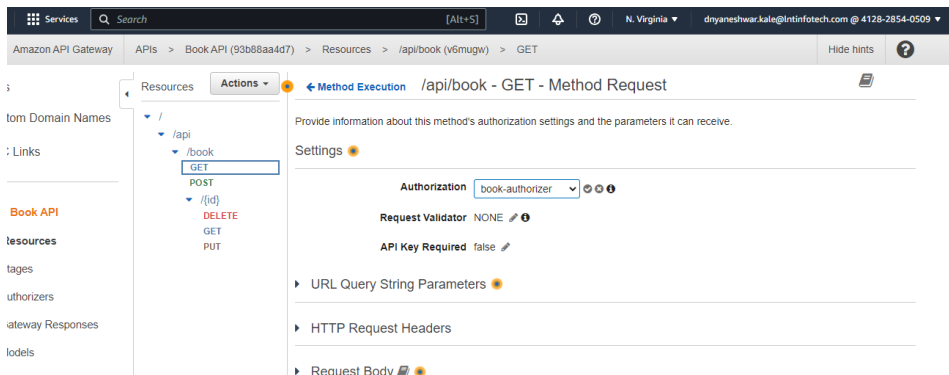 Services
Search
[Alt+S]
N. Virginia
dnyaneshwar.kale@lntinfotech.com @ 4128-2854-0509
Amazon API Gateway
APIs > Book API (93b88aa4d7) > Resources > /api/book (v6mugw) > GET
Hide hints
?
s
tom Domain Names
Links
Book API
Resources
tages
uthorizers
ateway Responses
Models
Resources
Actions
/
/api
/book
GET
POST
/{id}
DELETE
GET
PUT
Method Execution
/api/book - GET - Method Request
Provide information about this method's authorization settings and the parameters it can receive.
Settings
Authorization book-authorizer
Request Validator NONE
API Key Required false
URL Query String Parameters
HTTP Request Headers
Request Body